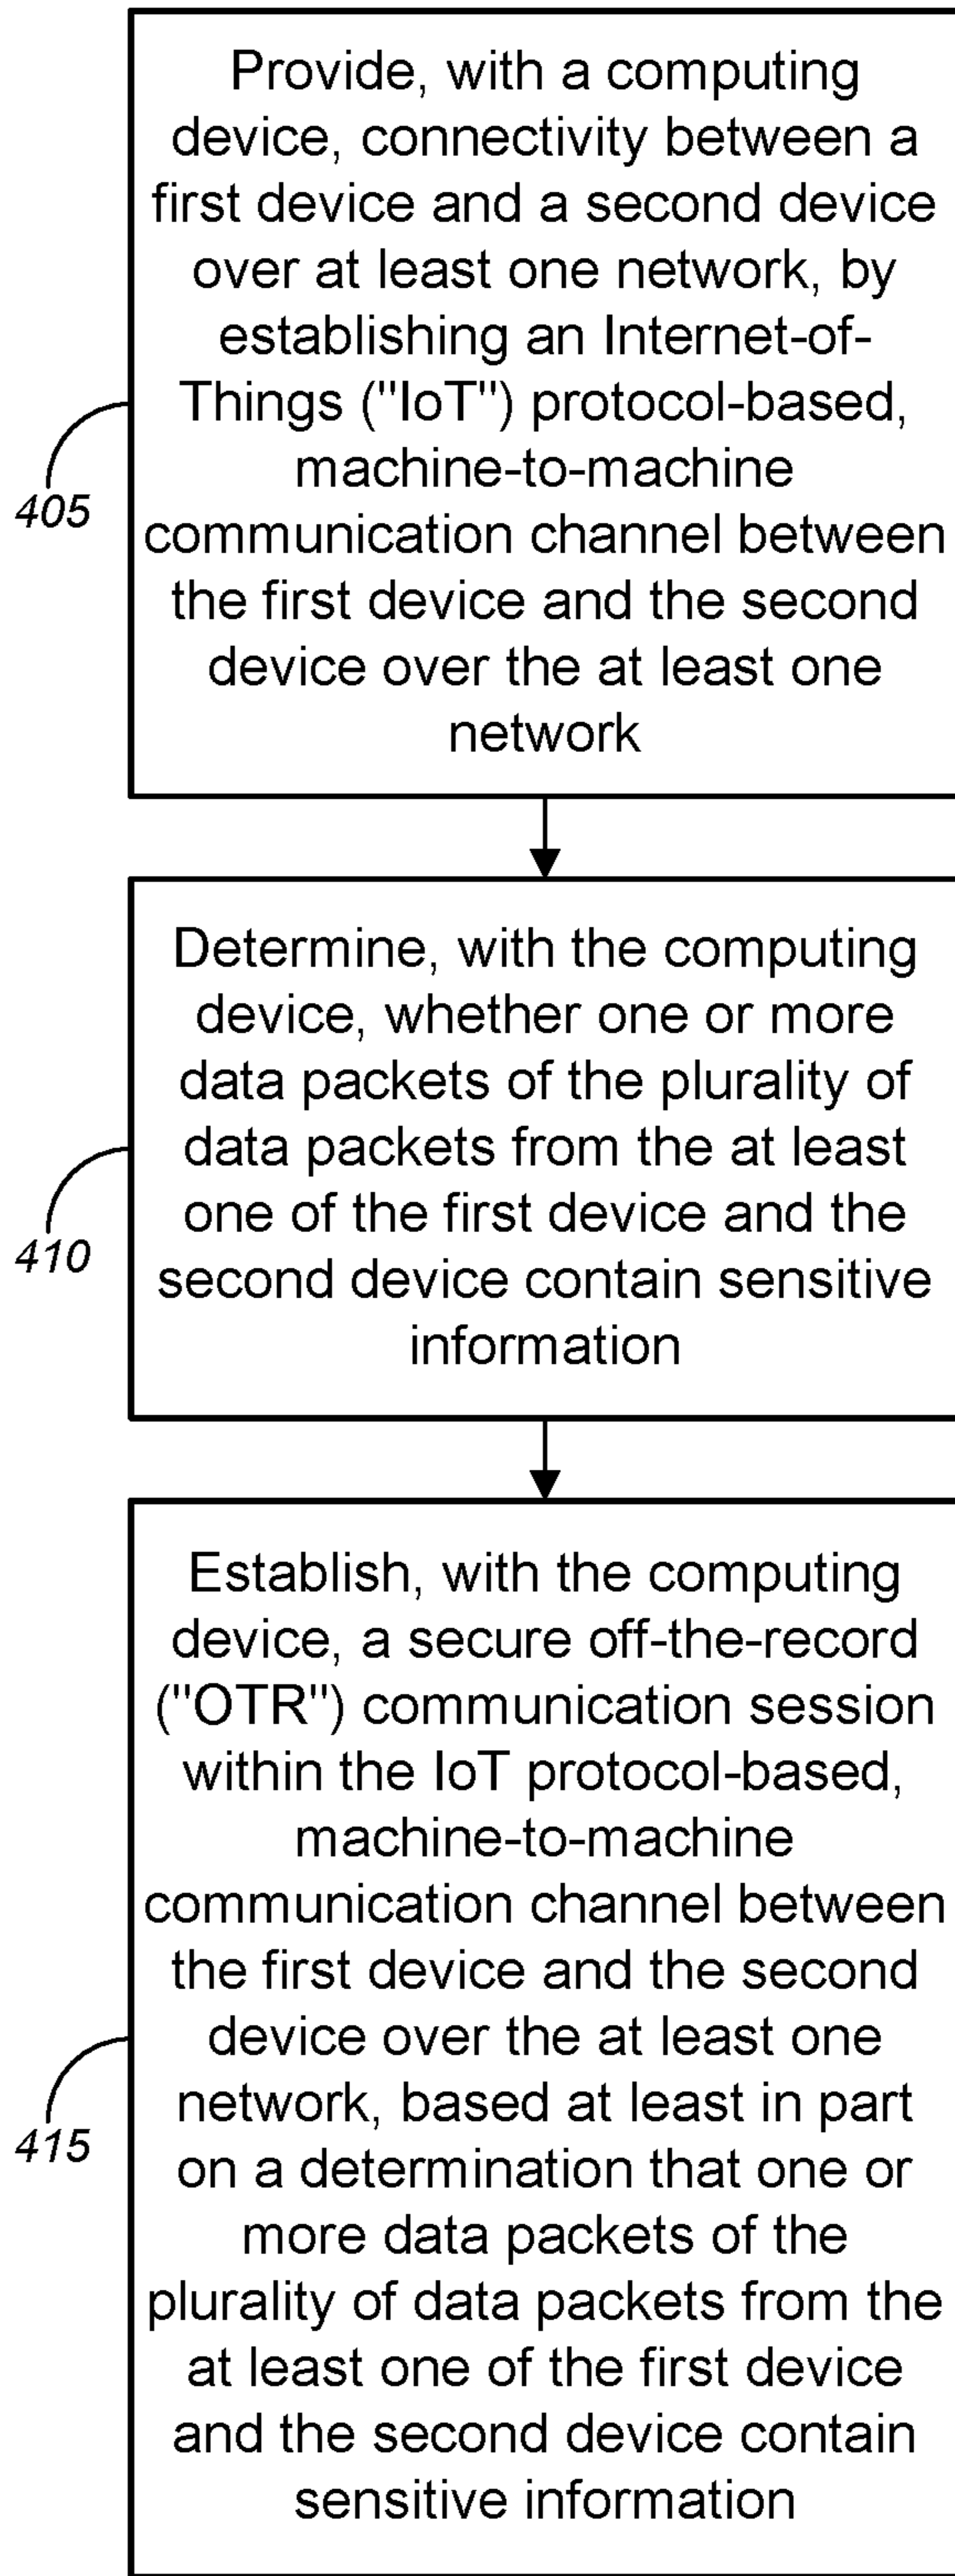 Provide, with a computing
device, connectivity between a
first device and a second device
over at least one network, by
establishing an Internet-of-
Things ("IoT") protocol-based,
machine-to-machine
communication channel between
the first device and the second
device over the at least one
network
405
Determine, with the computing
device, whether one or more
data packets of the plurality of
data packets from the at least
one of the first device and the
second device contain sensitive
information
410
Establish, with the computing
device, a secure off-the-record
("OTR") communication session
within the IoT protocol-based,
machine-to-machine
communication channel between
the first device and the second
device over the at least one
network, based at least in part
on a determination that one or
more data packets of the
plurality of data packets from the
at least one of the first device
and the second device contain
sensitive information
415